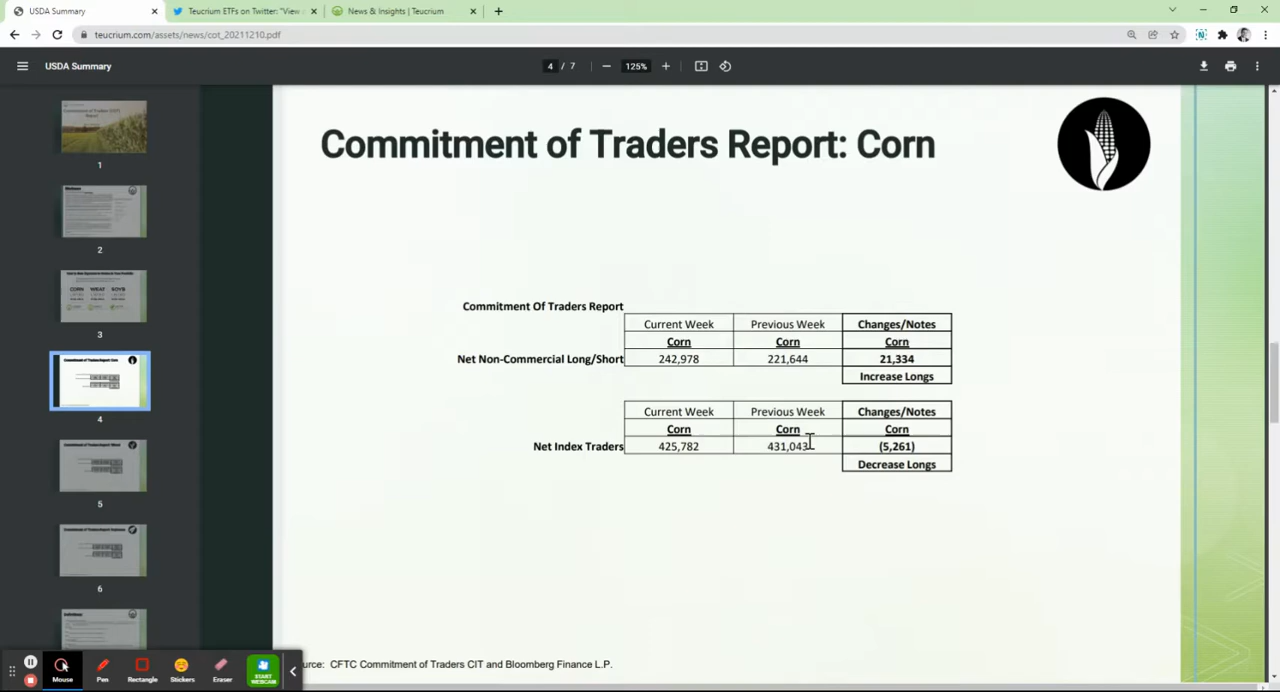 USDA Summary
Teucrium ETFs on Twitter: "View
News & Insights | Teucrium
teucrium.com/assets/news/cot_20211210.pdf
USDA Summary
4 / 7
125%
1
2
3
4
5
6
CORN
WEAT
SOYB
Commitment of Traders Report: Corn
Commitment Of Traders Report
Current Week Previous Week Changes/Notes
Corn Corn Corn
Net Non-Commercial Long/Short 242,978 221,644 21,334
Increase Longs
Current Week Previous Week Changes/Notes
Corn Corn Corn
Net Index Traders 425,782 431,043 (5,261)
Decrease Longs
urce: CFTC Commitment of Traders CIT and Bloomberg Finance L.P.
Mouse
Pen
Rectangle
Stickers
Eraser
START
WEBCAM